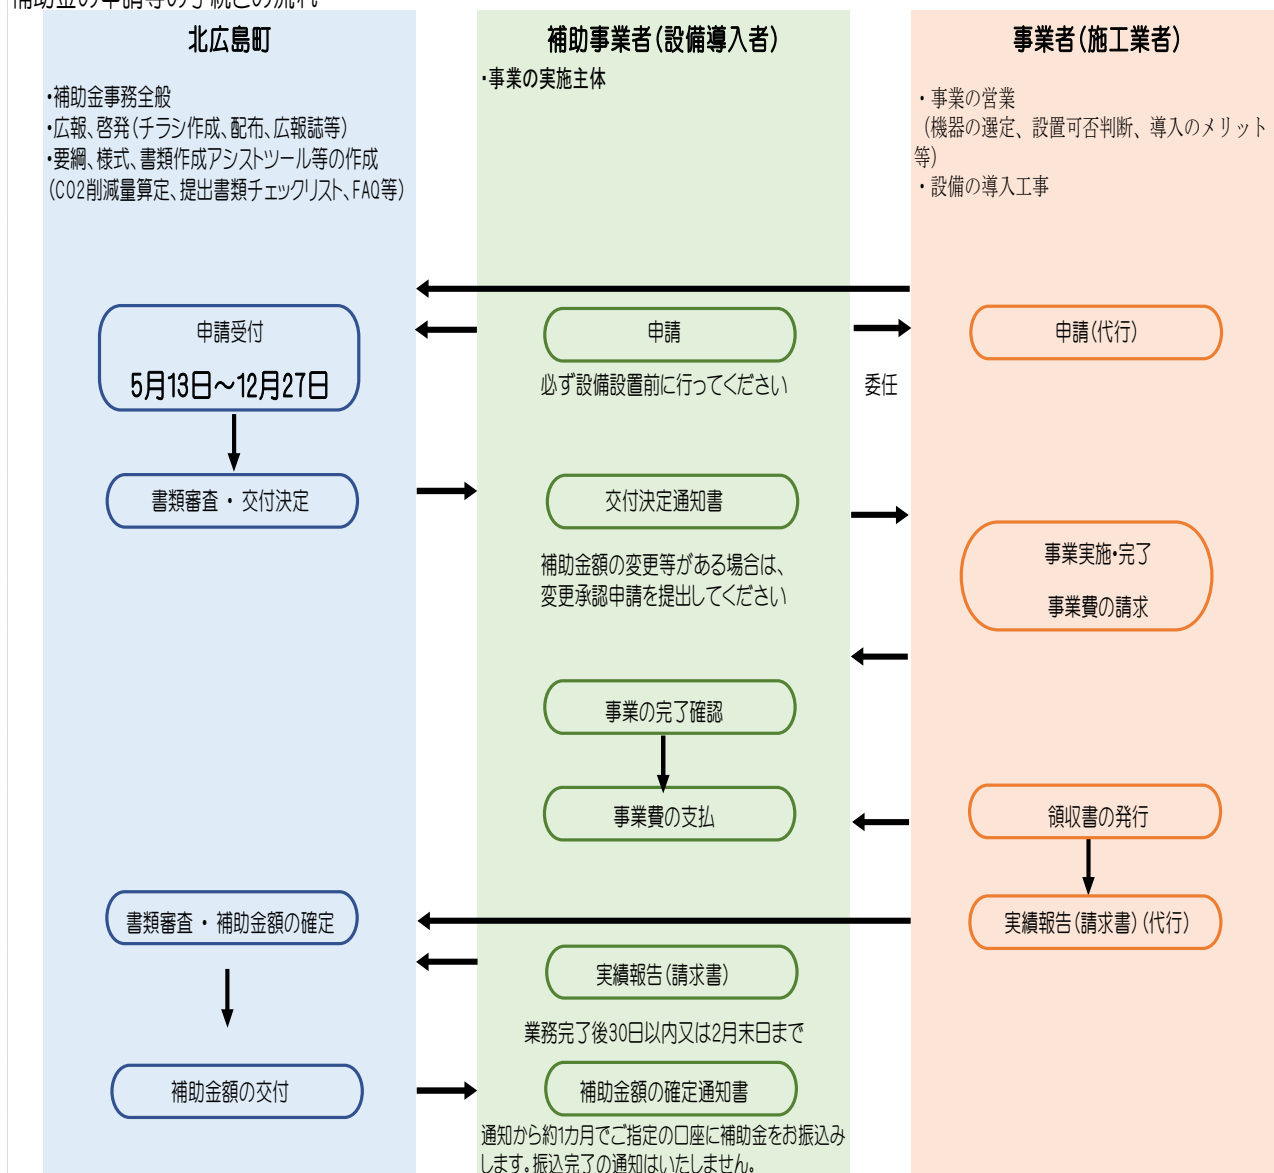 補助金の申請等の手続きの流れ
北広島町
・補助金事務全般
・広報、啓発(チラシ作成、配布、広報誌等)
・要綱、様式、書類作成アシストツール等の作成
(CO2削減量算定、提出書類チェックリスト、FAQ等)
補助事業者(設備導入者)
・事業の実施主体
事業者(施工業者)
・事業の営業
(機器の選定、設置可否判断、導入のメリット
等)
・設備の導入工事
申請受付
5月13日～12月27日
申請
必ず設備設置前に行ってください
委任
申請(代行)
書類審査・交付決定
交付決定通知書
補助金額の変更等がある場合は、
変更承認申請を提出してください
事業実施・完了
事業費の請求
事業の完了確認
事業費の支払
領収書の発行
書類審査・補助金額の確定
実績報告(請求書)(代行)
実績報告(請求書)
業務完了後30日以内又は2月末日まで
補助金額の交付
補助金額の確定通知書
通知から約1カ月でご指定の口座に補助金をお振込み
します。振込完了の通知はいたしません。